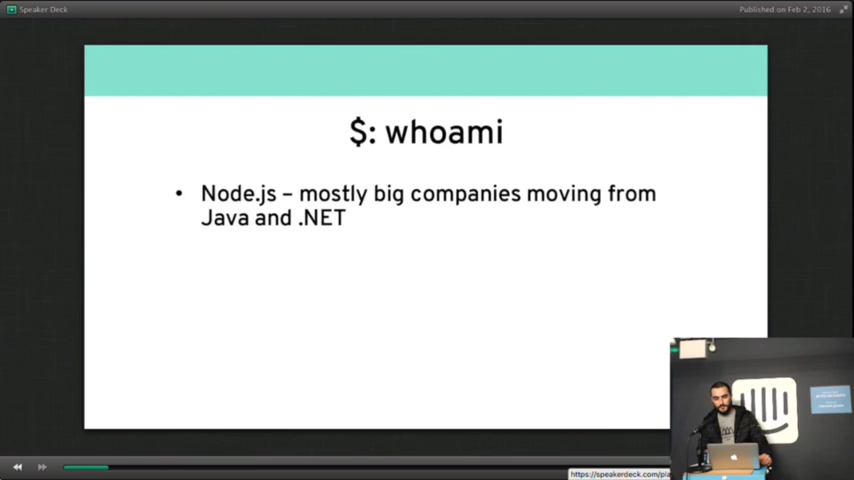 Speaker Deck
Published on Feb 2, 2016
$: whoami
• Node.js – mostly big companies moving from
Java and .NET
https://speakerdeck.com/pla